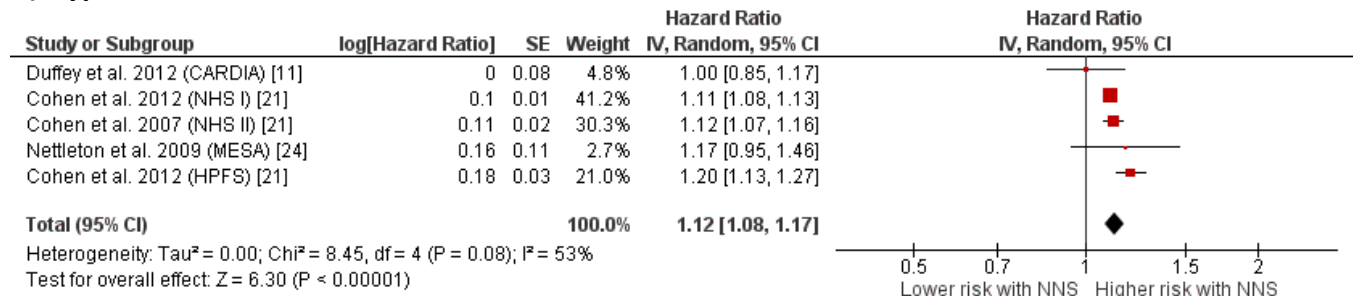 Hazard Ratio Hazard Ratio
Study or Subgroup log[Hazard Ratio] SE Weight IV, Random, 95% CI IV, Random, 95% CI
Duffey et al. 2012 (CARDIA) [11] 0 0.08 4.8% 1.00 [0.85, 1.17]
Cohen et al. 2012 (NHS I) [21] 0.1 0.01 41.2% 1.11 [1.08, 1.13]
Cohen et al. 2007 (NHS II) [21] 0.11 0.02 30.3% 1.12 [1.07, 1.16]
Nettleton et al. 2009 (MESA) [24] 0.16 0.11 2.7% 1.17 [0.95, 1.46]
Cohen et al. 2012 (HPFS) [21] 0.18 0.03 21.0% 1.20 [1.13, 1.27]
Total (95% CI) 100.0% 1.12 [1.08, 1.17]
Heterogeneity: Tau² = 0.00; Chi² = 8.45, df = 4 (P = 0.08); I² = 53%
Test for overall effect: Z = 6.30 (P < 0.00001)
0.5 0.7 1 1.5 2
Lower risk with NNS Higher risk with NNS